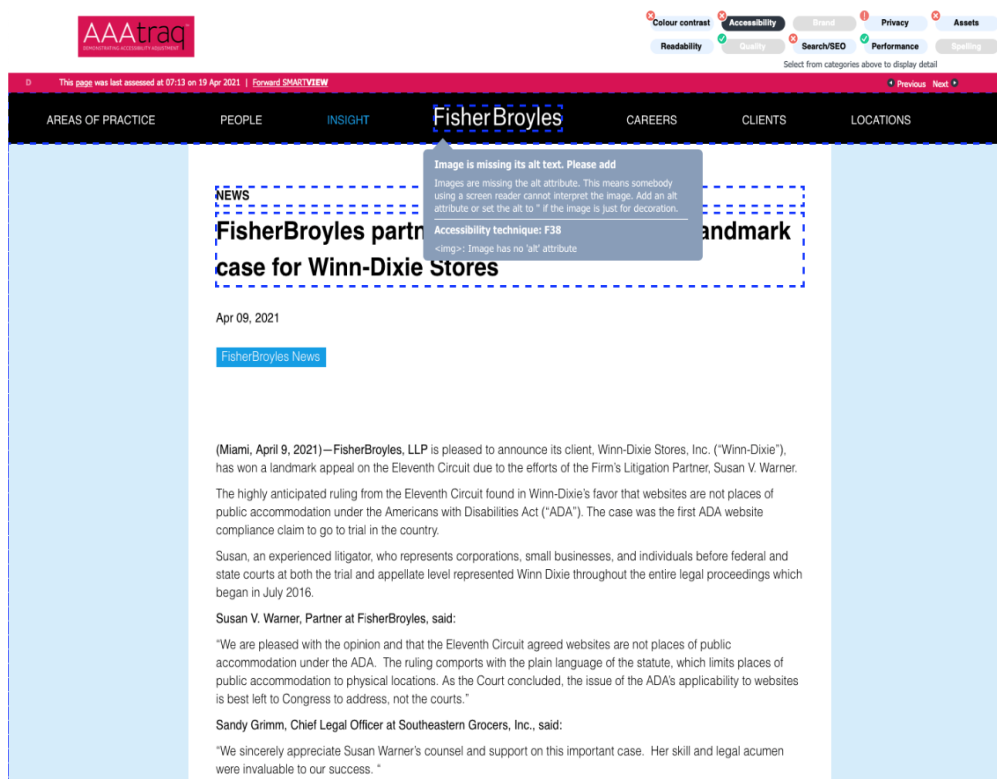 AAAtraq™
DEMONSTRATING ACCESSIBILITY ADJUSTMENT
Colour contrast Accessibility Brand Privacy Assets
Readability Quality Search/SEO Performance Spelling
Select from categories above to display detail
D This page was last assessed at 07:13 on 19 Apr 2021 | Forward SMARTVIEW Previous Next
AREAS OF PRACTICE PEOPLE INSIGHT FisherBroyles CAREERS CLIENTS LOCATIONS
Image is missing its alt text. Please add
Images are missing the alt attribute. This means somebody
using a screen reader cannot interpret the image. Add an alt
attribute or set the alt to '' if the image is just for decoration.
Accessibility technique: F38
<img>: Image has no 'alt' attribute
NEWS
FisherBroyles partn andmark
case for Winn-Dixie Stores
Apr 09, 2021
FisherBroyles News
(Miami, April 9, 2021)—FisherBroyles, LLP is pleased to announce its client, Winn-Dixie Stores, Inc. (“Winn-Dixie”),
has won a landmark appeal on the Eleventh Circuit due to the efforts of the Firm’s Litigation Partner, Susan V. Warner.
The highly anticipated ruling from the Eleventh Circuit found in Winn-Dixie’s favor that websites are not places of
public accommodation under the Americans with Disabilities Act (“ADA”). The case was the first ADA website
compliance claim to go to trial in the country.
Susan, an experienced litigator, who represents corporations, small businesses, and individuals before federal and
state courts at both the trial and appellate level represented Winn Dixie throughout the entire legal proceedings which
began in July 2016.
Susan V. Warner, Partner at FisherBroyles, said:
“We are pleased with the opinion and that the Eleventh Circuit agreed websites are not places of public
accommodation under the ADA.  The ruling comports with the plain language of the statute, which limits places of
public accommodation to physical locations. As the Court concluded, the issue of the ADA’s applicability to websites
is best left to Congress to address, not the courts.”
Sandy Grimm, Chief Legal Officer at Southeastern Grocers, Inc., said:
“We sincerely appreciate Susan Warner’s counsel and support on this important case.  Her skill and legal acumen
were invaluable to our success. “